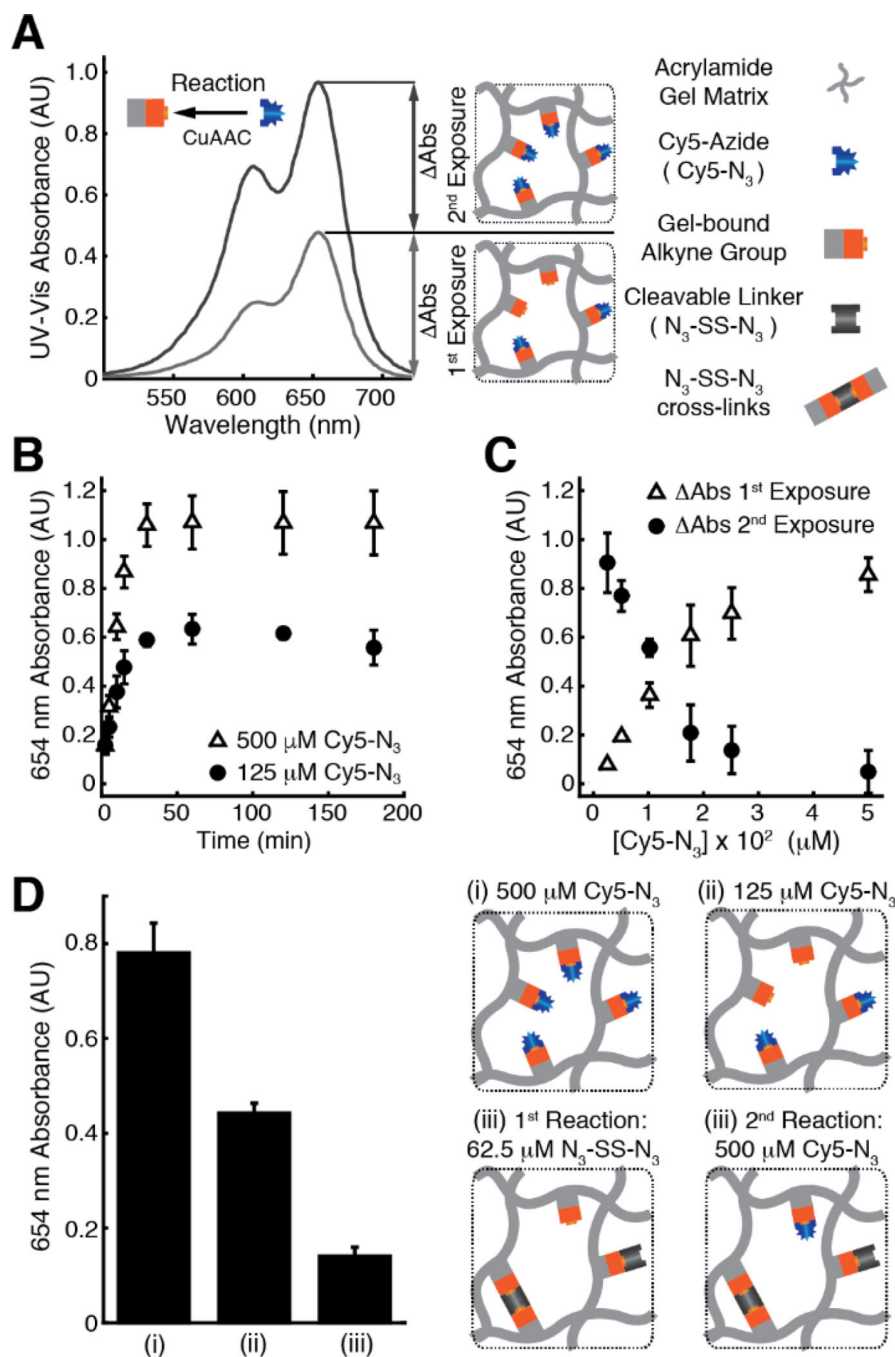 A
1.0
0.8
0.6
0.4
0.2
0
UV-Vis Absorbance (AU)
550
600
650
700
Wavelength (nm)
Reaction
CuAAC
ΔAbs
ΔAbs
2nd Exposure
1st Exposure
Acrylamide
Gel Matrix
Cy5-Azide
( Cy5-N3 )
Gel-bound
Alkyne Group
Cleavable Linker
( N3-SS-N3 )
N3-SS-N3
cross-links
B
1.2
1.0
0.8
0.6
0.4
0.2
0
654 nm Absorbance (AU)
500 μM Cy5-N3
125 μM Cy5-N3
0
50
100
150
200
Time (min)
C
1.2
1.0
0.8
0.6
0.4
0.2
0
654 nm Absorbance (AU)
ΔAbs 1st Exposure
ΔAbs 2nd Exposure
0
1
2
3
4
5
[Cy5-N3] x 102 (μM)
D
0.8
0.6
0.4
0.2
0
654 nm Absorbance (AU)
(i)
(ii)
(iii)
(i) 500 μM Cy5-N3
(ii) 125 μM Cy5-N3
(iii) 1st Reaction:
62.5 μM N3-SS-N3
(iii) 2nd Reaction:
500 μM Cy5-N3